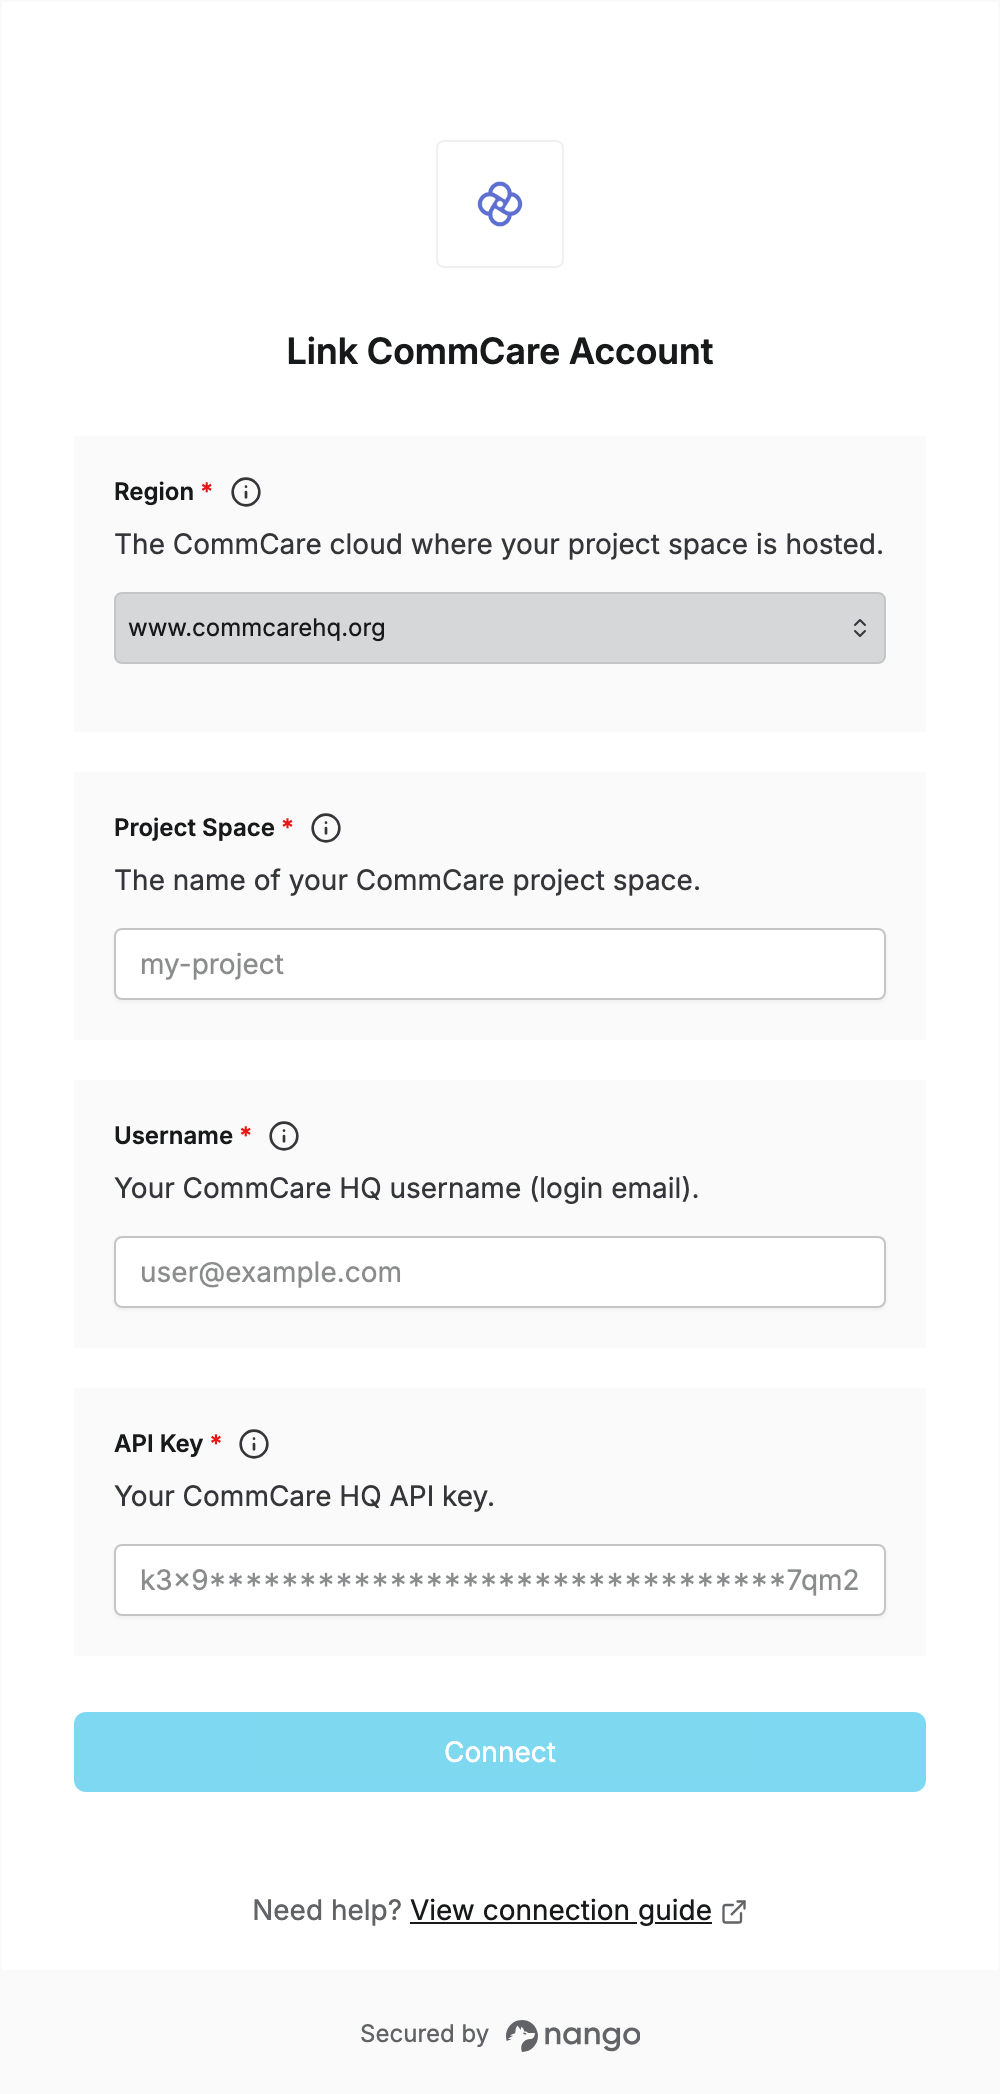 Link CommCare Account
Region *
The CommCare cloud where your project space is hosted.
www.commcarehq.org
Project Space *
The name of your CommCare project space.
my-project
Username *
Your CommCare HQ username (login email).
user@example.com
API Key *
Your CommCare HQ API key.
k3x9********************************7qm2
Connect
Need help? View connection guide
Secured by nango